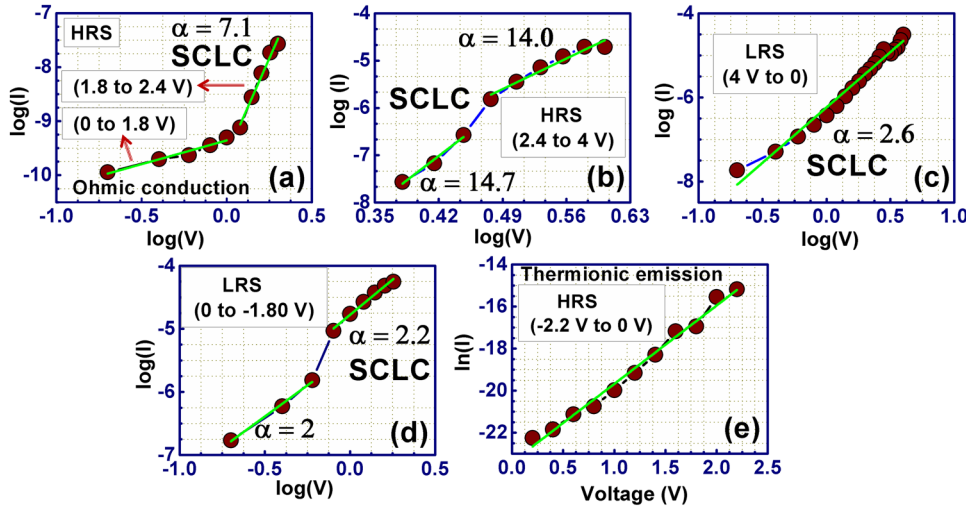 HRS
α = 7.1
SCLC
(1.8 to 2.4 V)
(0 to 1.8 V)
Ohmic conduction
(a)
log(I)
-7
-8
-9
-10
-1.0
-0.5
0.0
0.5
log(V)
α = 14.0
SCLC
HRS
(2.4 to 4 V)
α = 14.7
(b)
log(I)
-4
-5
-6
-7
-8
0.35
0.42
0.49
0.56
0.63
log(V)
LRS
(4 V to 0)
α = 2.6
SCLC
(c)
log (I)
-4
-6
-8
-1.0
-0.5
0.0
0.5
1.0
log(V)
LRS
(0 to -1.80 V)
α = 2.2
SCLC
α = 2
(d)
log(I)
-4
-5
-6
-7
-1.0
-0.5
0.0
0.5
log(V)
Thermionic emission
HRS
(-2.2 V to 0 V)
(e)
ln(I)
-14
-16
-18
-20
-22
0.0
0.5
1.0
1.5
2.0
2.5
Voltage (V)